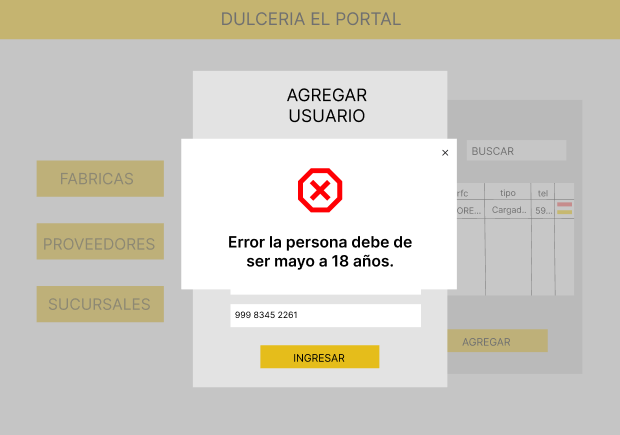 DULCERIA EL PORTAL
AGREGAR
USUARIO
×
BUSCAR
FABRICAS
rfc tipo tel
ORE... Cargad.. 59...
PROVEEDORES
Error la persona debe de
ser mayo a 18 años.
SUCURSALES
999 8345 2261
AGREGAR
INGRESAR